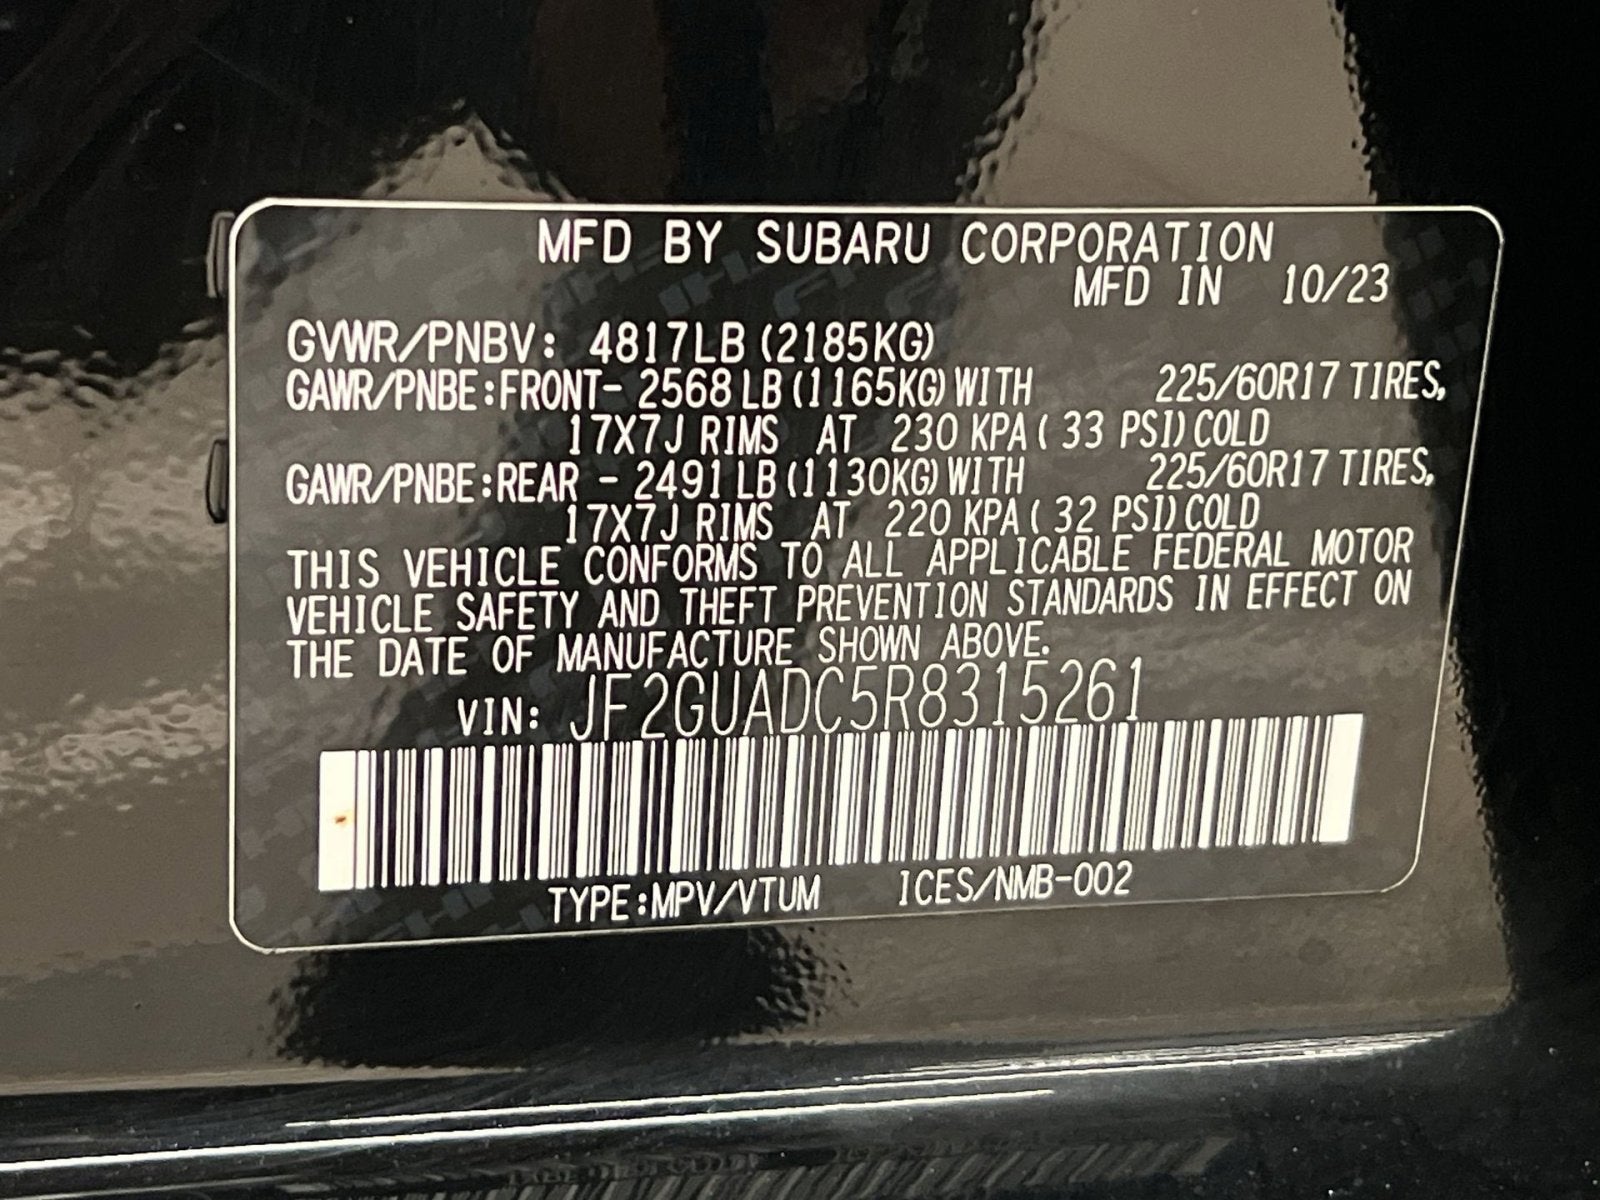 MFD BY SUBARU CORPORATION
MFD IN 10/23
GVWR/PNBV: 4817LB (2185KG)
GAWR/PNBE:FRONT- 2568 LB (1165KG) WITH 225/60R17 TIRES,
17X7J RIMS AT 230 KPA ( 33 PSI) COLD
GAWR/PNBE:REAR - 2491 LB (1130KG) WITH 225/60R17 TIRES,
17X7J RIMS AT 220 KPA ( 32 PSI) COLD
THIS VEHICLE CONFORMS TO ALL APPLICABLE FEDERAL MOTOR
VEHICLE SAFETY AND THEFT PREVENTION STANDARDS IN EFFECT ON
THE DATE OF MANUFACTURE SHOWN ABOVE.
VIN: JF2GUADC5R8315261
TYPE:MPV/VTUM ICES/NMB-002